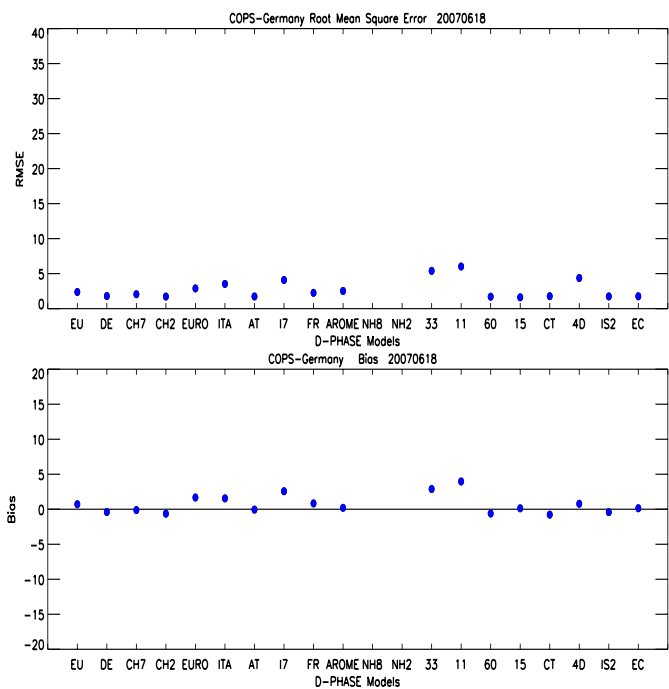 COPS-Germany Root Mean Square Error 20070618
40
35
30
25
20
15
10
5
0
RMSE
EU DE CH7 CH2 EURO ITA AT I7 FR AROME NH8 NH2 33 11 60 15 CT 4D IS2 EC
D-PHASE Models
COPS-Germany Bias 20070618
20
15
10
5
0
-5
-10
-15
-20
Bias
EU DE CH7 CH2 EURO ITA AT I7 FR AROME NH8 NH2 33 11 60 15 CT 4D IS2 EC
D-PHASE Models